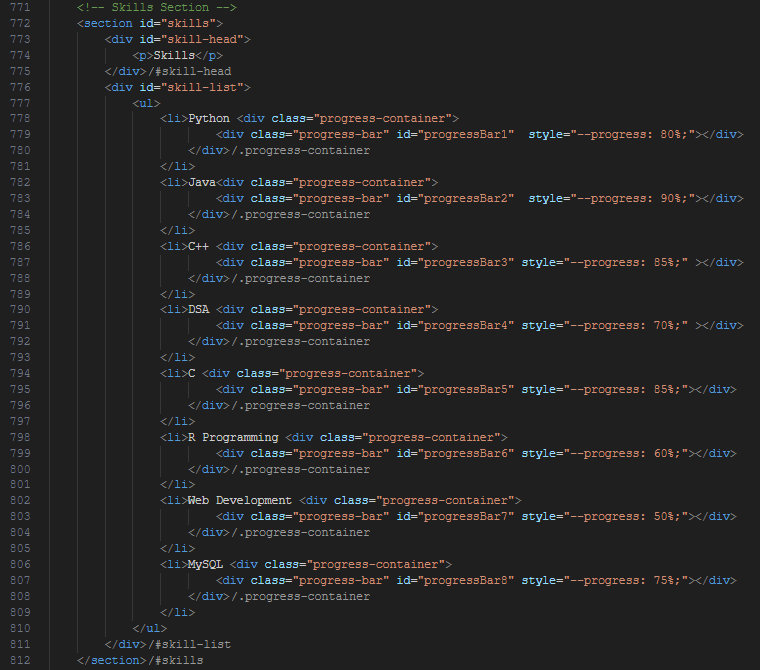 771 <!-- Skills Section -->
772 <section id="skills">
773 <div id="skill-head">
774 <p>Skills</p>
775 </div>/#skill-head
776 <div id="skill-list">
777 <ul>
778 <li>Python <div class="progress-container">
779 <div class="progress-bar" id="progressBar1"  style="--progress: 80%;"></div>
780 </div>/.progress-container
781 </li>
782 <li>Java<div class="progress-container">
783 <div class="progress-bar" id="progressBar2"  style="--progress: 90%;"></div>
784 </div>/.progress-container
785 </li>
786 <li>C++ <div class="progress-container">
787 <div class="progress-bar" id="progressBar3" style="--progress: 85%;" ></div>
788 </div>/.progress-container
789 </li>
790 <li>DSA <div class="progress-container">
791 <div class="progress-bar" id="progressBar4" style="--progress: 70%;" ></div>
792 </div>/.progress-container
793 </li>
794 <li>C <div class="progress-container">
795 <div class="progress-bar" id="progressBar5" style="--progress: 85%;"></div>
796 </div>/.progress-container
797 </li>
798 <li>R Programming <div class="progress-container">
799 <div class="progress-bar" id="progressBar6" style="--progress: 60%;"></div>
800 </div>/.progress-container
801 </li>
802 <li>Web Development <div class="progress-container">
803 <div class="progress-bar" id="progressBar7" style="--progress: 50%;"></div>
804 </div>/.progress-container
805 </li>
806 <li>MySQL <div class="progress-container">
807 <div class="progress-bar" id="progressBar8" style="--progress: 75%;"></div>
808 </div>/.progress-container
809 </li>
810 </ul>
811 </div>/#skill-list
812 </section>/#skills